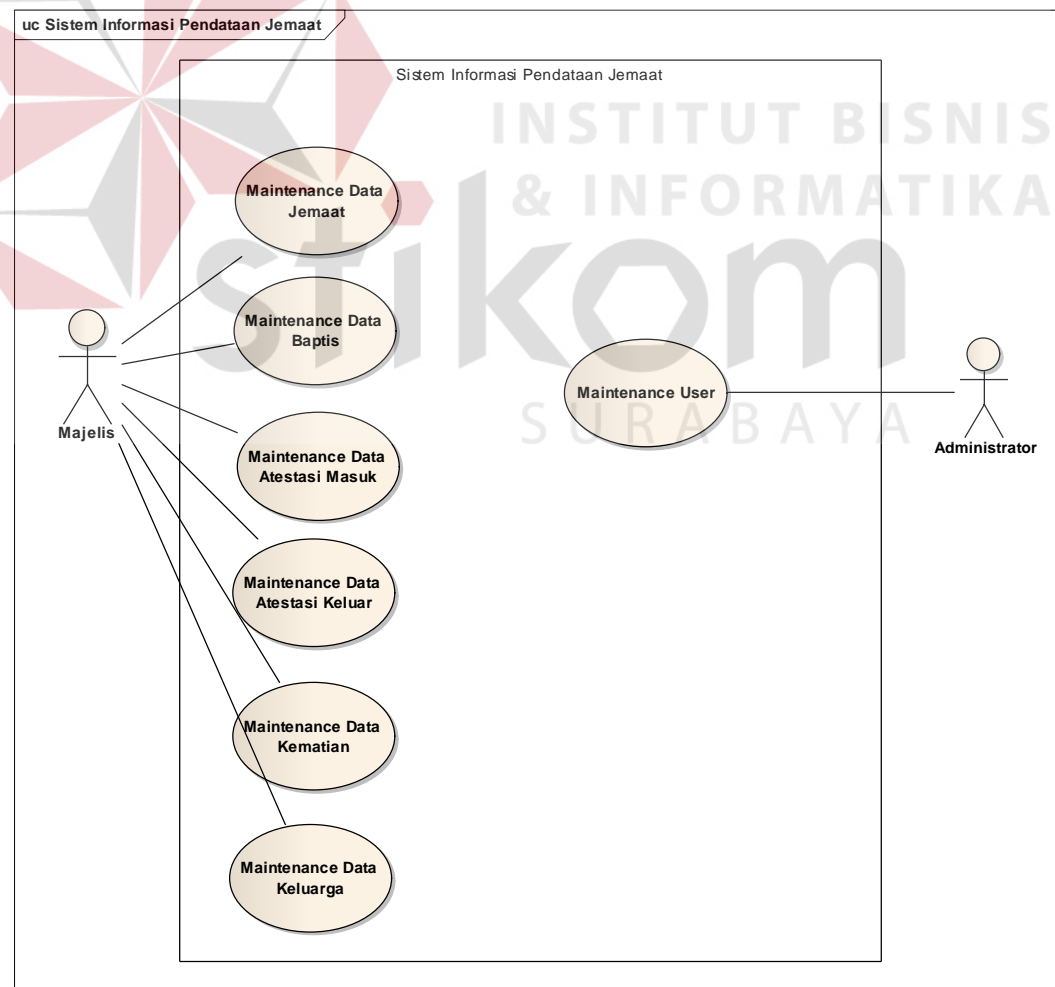 uc Sistem Informasi Pendataan Jemaat
Sistem Informasi Pendataan Jemaat
INSTITUT BISNIS
& INFORMATIKA
stikom
SURABAYA
Maintenance Data
Jemaat
Maintenance Data
Baptis
Maintenance Data
Atestasi Masuk
Maintenance Data
Atestasi Keluar
Maintenance Data
Kematian
Maintenance Data
Keluarga
Majelis
Maintenance User
Administrator